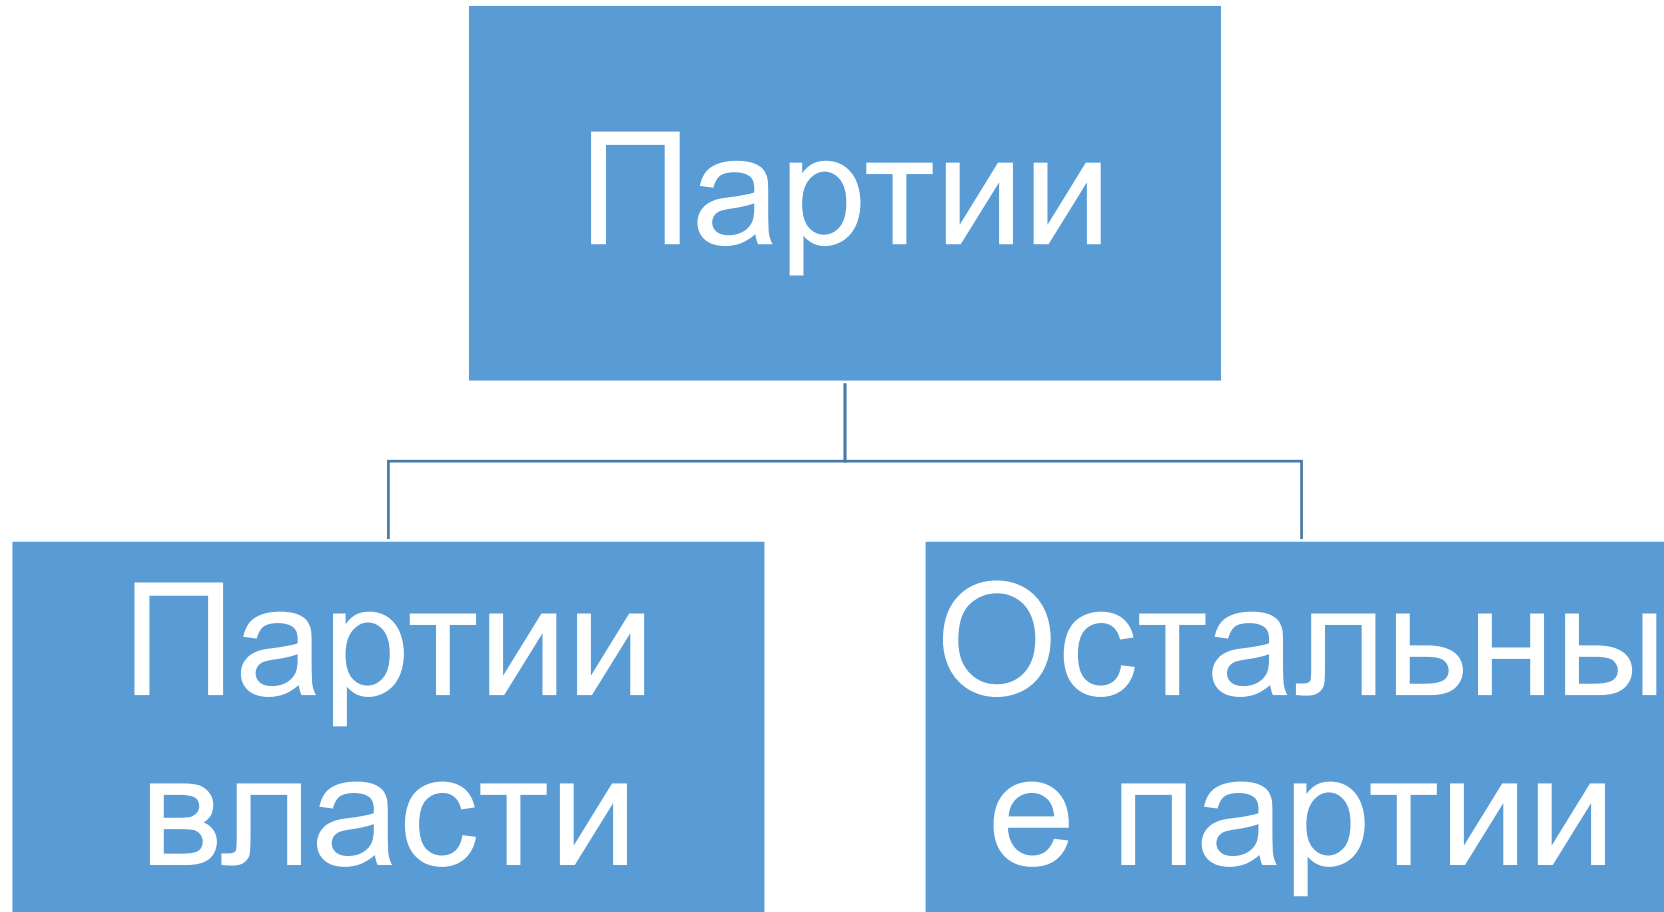 Партии
Партии
власти
Остальны
е партии